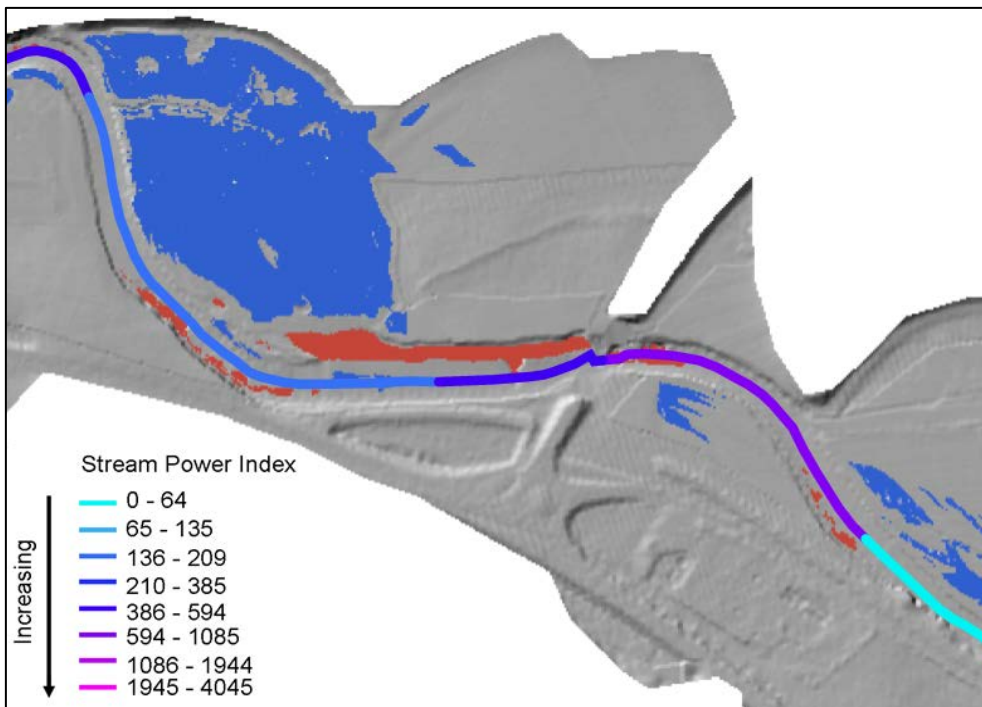 Stream Power Index
Increasing
0 - 64
65 - 135
136 - 209
210 - 385
386 - 594
594 - 1085
1086 - 1944
1945 - 4045